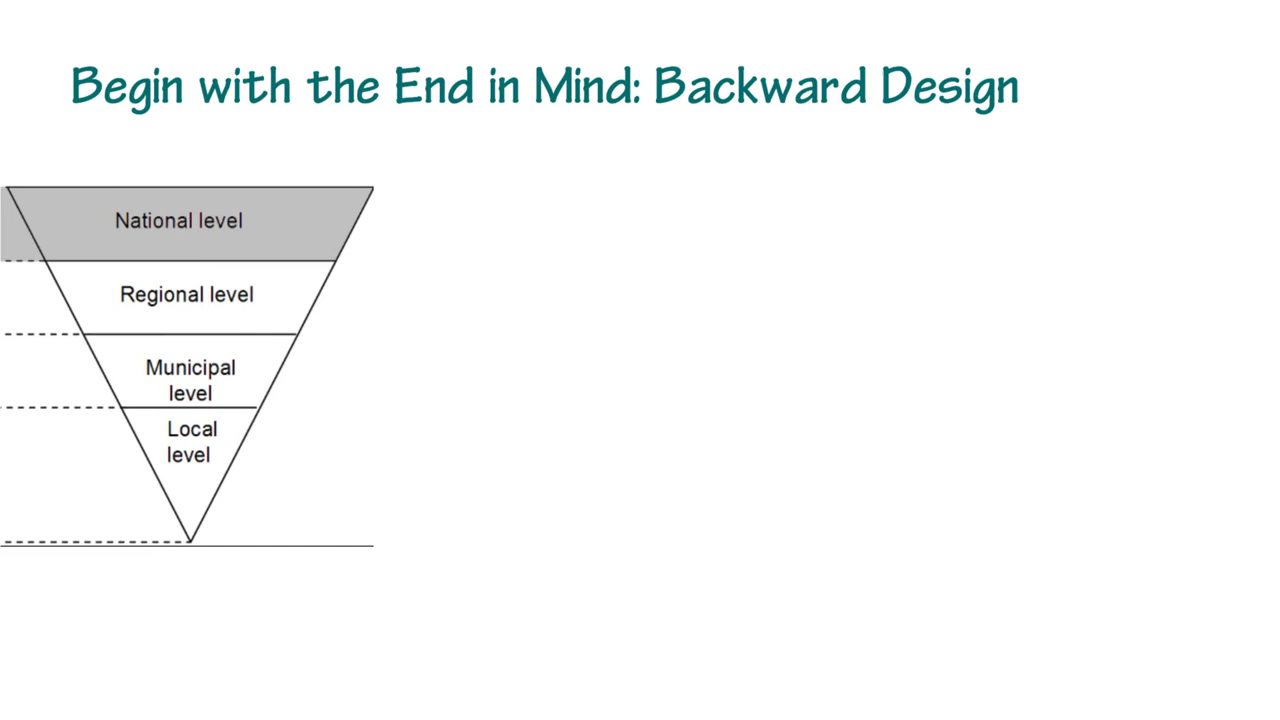 Begin with the End in Mind: Backward Design
National level
Regional level
Municipal
level
Local
level